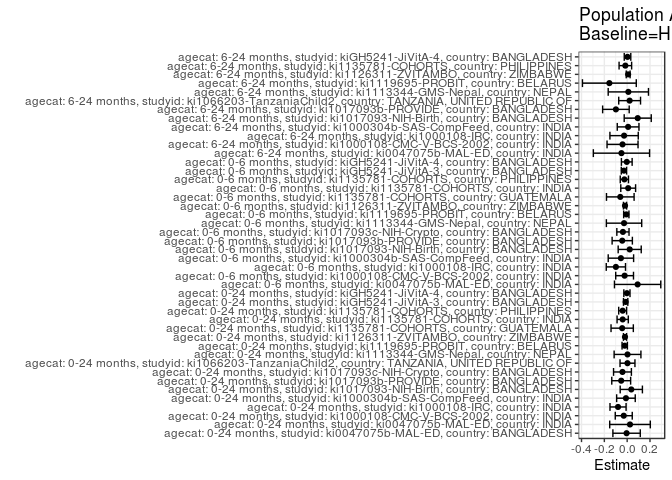 Population A
Baseline=H
agecat: 6-24 months, studyid: kiGH5241-JiVitA-4, country: BANGLADESH
agecat: 6-24 months, studyid: ki1135781-COHORTS, country: PHILIPPINES
agecat: 6-24 months, studyid: ki1126311-ZVITAMBO, country: ZIMBABWE
agecat: 6-24 months, studyid: ki1119695-PROBIT, country: BELARUS
agecat: 6-24 months, studyid: ki1113344-GMS-Nepal, country: NEPAL
agecat: 6-24 months, studyid: ki1066203-TanzaniaChild2, country: TANZANIA, UNITED REPUBLIC OF
agecat: 6-24 months, studyid: ki1017093b-PROVIDE, country: BANGLADESH
agecat: 6-24 months, studyid: ki1017093-NIH-Birth, country: BANGLADESH
agecat: 6-24 months, studyid: ki1000304b-SAS-CompFeed, country: INDIA
agecat: 6-24 months, studyid: ki1000108-IRC, country: INDIA
agecat: 6-24 months, studyid: ki1000108-CMC-V-BCS-2002, country: INDIA
agecat: 6-24 months, studyid: ki0047075b-MAL-ED, country: INDIA
agecat: 0-6 months, studyid: kiGH5241-JiVitA-4, country: BANGLADESH
agecat: 0-6 months, studyid: kiGH5241-JiVitA-3, country: BANGLADESH
agecat: 0-6 months, studyid: ki1135781-COHORTS, country: PHILIPPINES
agecat: 0-6 months, studyid: ki1135781-COHORTS, country: INDIA
agecat: 0-6 months, studyid: ki1135781-COHORTS, country: GUATEMALA
agecat: 0-6 months, studyid: ki1126311-ZVITAMBO, country: ZIMBABWE
agecat: 0-6 months, studyid: ki1119695-PROBIT, country: BELARUS
agecat: 0-6 months, studyid: ki1113344-GMS-Nepal, country: NEPAL
agecat: 0-6 months, studyid: ki1017093c-NIH-Crypto, country: BANGLADESH
agecat: 0-6 months, studyid: ki1017093b-PROVIDE, country: BANGLADESH
agecat: 0-6 months, studyid: ki1017093-NIH-Birth, country: BANGLADESH
agecat: 0-6 months, studyid: ki1000304b-SAS-CompFeed, country: INDIA
agecat: 0-6 months, studyid: ki1000108-IRC, country: INDIA
agecat: 0-6 months, studyid: ki1000108-CMC-V-BCS-2002, country: INDIA
agecat: 0-6 months, studyid: ki0047075b-MAL-ED, country: INDIA
agecat: 0-24 months, studyid: kiGH5241-JiVitA-4, country: BANGLADESH
agecat: 0-24 months, studyid: kiGH5241-JiVitA-3, country: BANGLADESH
agecat: 0-24 months, studyid: ki1135781-COHORTS, country: PHILIPPINES
agecat: 0-24 months, studyid: ki1135781-COHORTS, country: INDIA
agecat: 0-24 months, studyid: ki1135781-COHORTS, country: GUATEMALA
agecat: 0-24 months, studyid: ki1126311-ZVITAMBO, country: ZIMBABWE
agecat: 0-24 months, studyid: ki1119695-PROBIT, country: BELARUS
agecat: 0-24 months, studyid: ki1113344-GMS-Nepal, country: NEPAL
agecat: 0-24 months, studyid: ki1066203-TanzaniaChild2, country: TANZANIA, UNITED REPUBLIC OF
agecat: 0-24 months, studyid: ki1017093c-NIH-Crypto, country: BANGLADESH
agecat: 0-24 months, studyid: ki1017093b-PROVIDE, country: BANGLADESH
agecat: 0-24 months, studyid: ki1017093-NIH-Birth, country: BANGLADESH
agecat: 0-24 months, studyid: ki1000304b-SAS-CompFeed, country: INDIA
agecat: 0-24 months, studyid: ki1000108-IRC, country: INDIA
agecat: 0-24 months, studyid: ki1000108-CMC-V-BCS-2002, country: INDIA
agecat: 0-24 months, studyid: ki0047075b-MAL-ED, country: INDIA
agecat: 0-24 months, studyid: ki0047075b-MAL-ED, country: BANGLADESH
-0.4 -0.2 0.0 0.2
Estimate